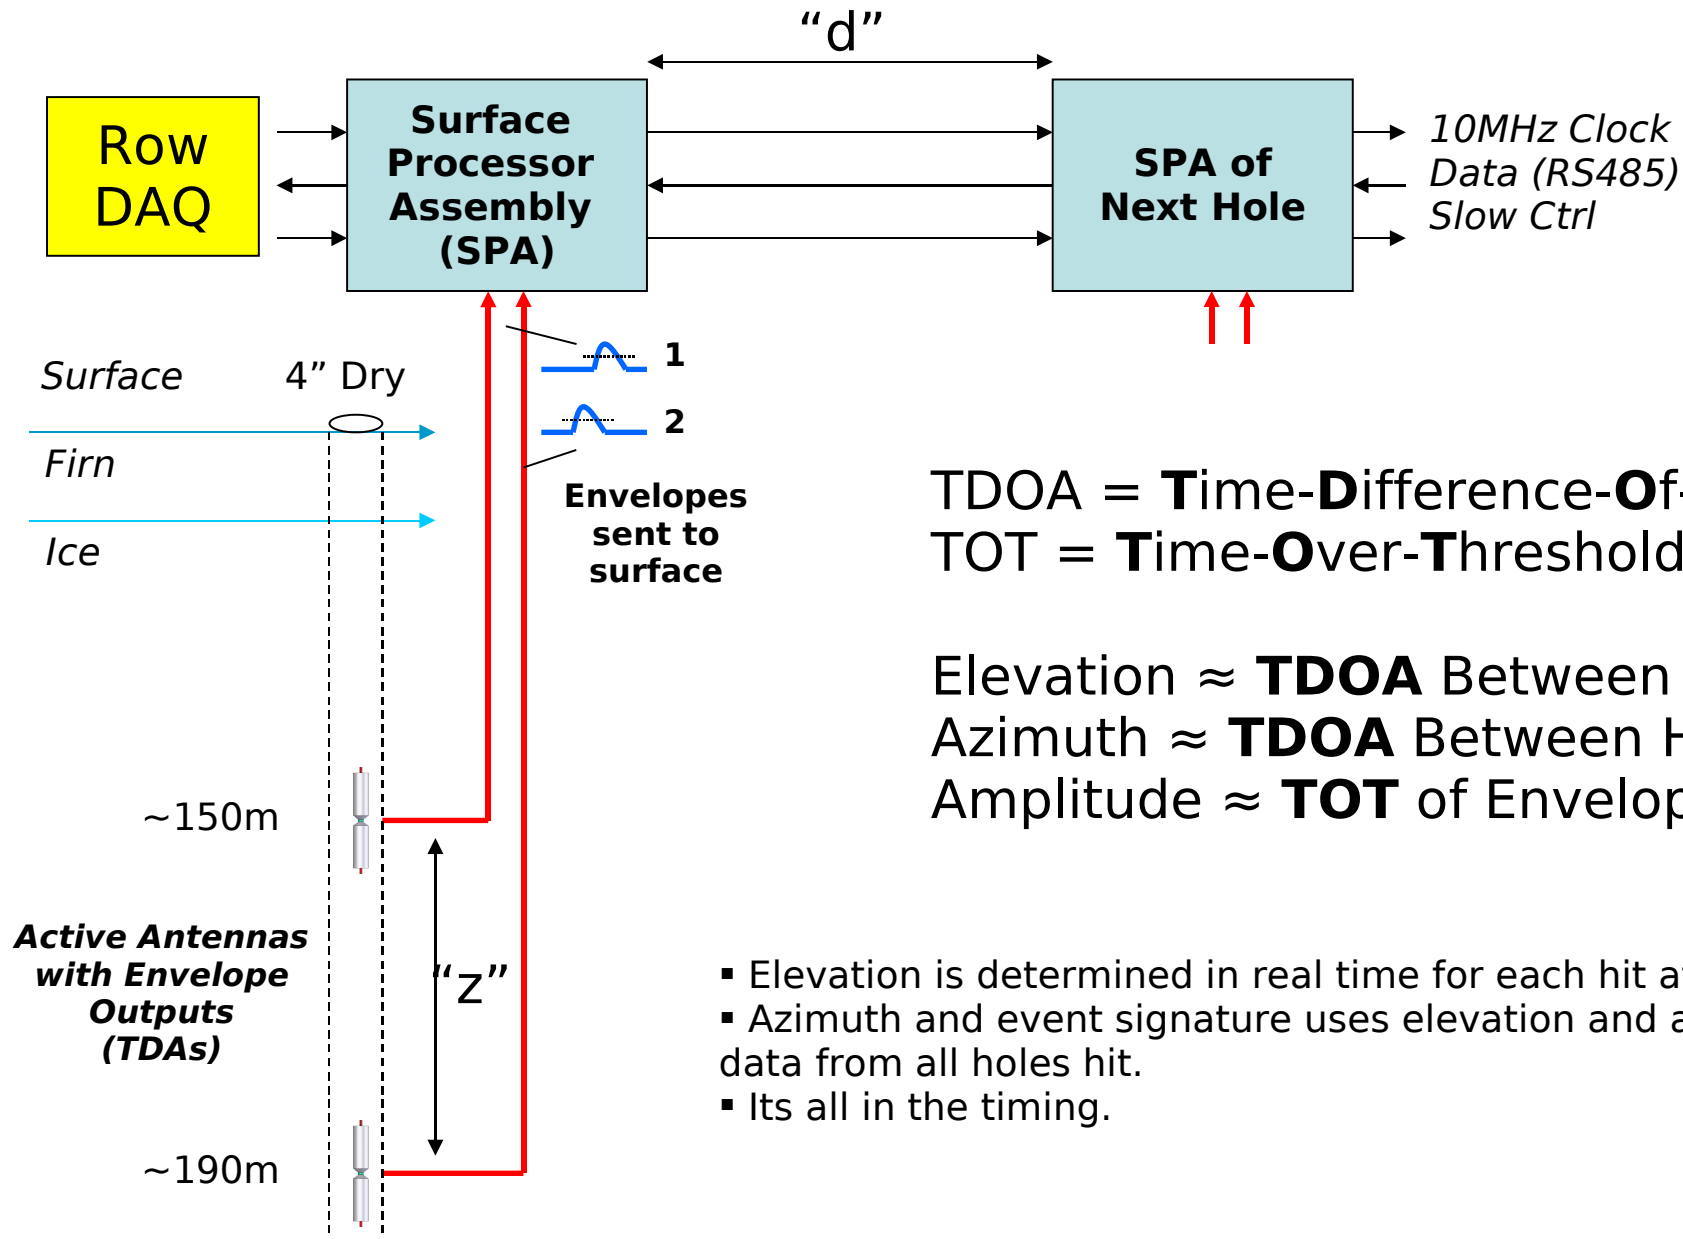 “d”
Row
DAQ
Surface
Processor
Assembly
(SPA)
SPA of
Next Hole
10MHz Clock
Data (RS485)
Slow Ctrl
1
2
Surface
4” Dry
Firn
Ice
Envelopes
sent to
surface
TDOA = Time-Difference-Of-
TOT = Time-Over-Threshold
Elevation ≈ TDOA Between
Azimuth ≈ TDOA Between
Amplitude ≈ TOT of
~150m
Active Antennas
with Envelope
Outputs
(TDAs)
“z”
~190m
▪ Elevation is determined in real time for each hit
▪ Azimuth and event signature uses elevation and
data from all holes hit.
▪ Its all in the timing.